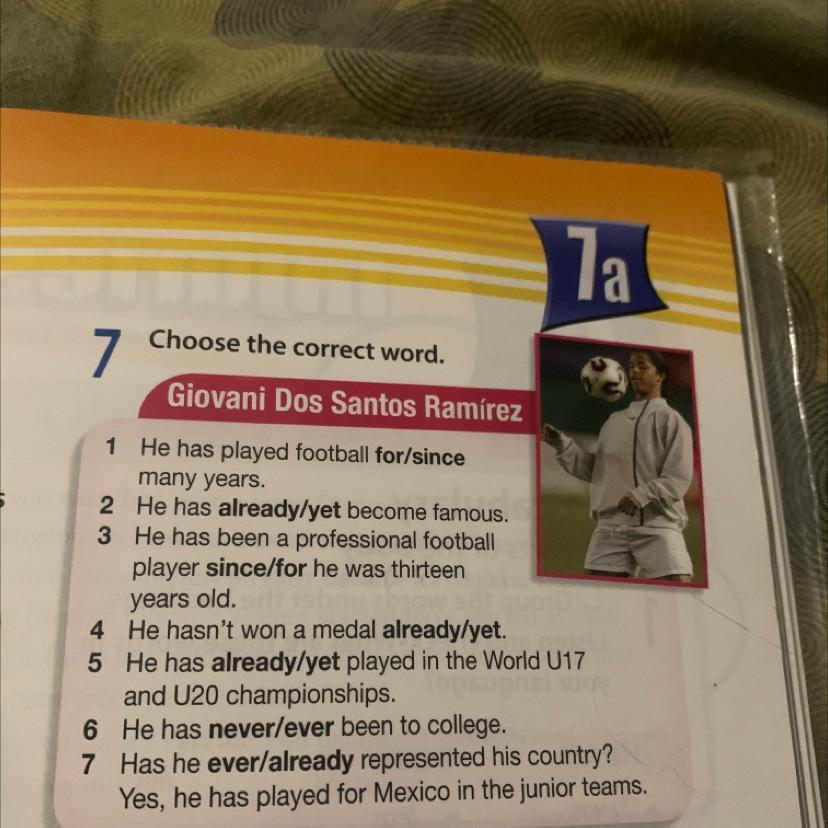 7a
7 Choose the correct word.
Giovani Dos Santos Ramírez
1 He has played football for/since
many years.
2 He has already/yet become famous.
3 He has been a professional football
player since/for he was thirteen
years old.
4 He hasn't won a medal already/yet.
5 He has already/yet played in the World U17
and U20 championships.
6 He has never/ever been to college.
7 Has he ever/already represented his country?
Yes, he has played for Mexico in the junior teams.